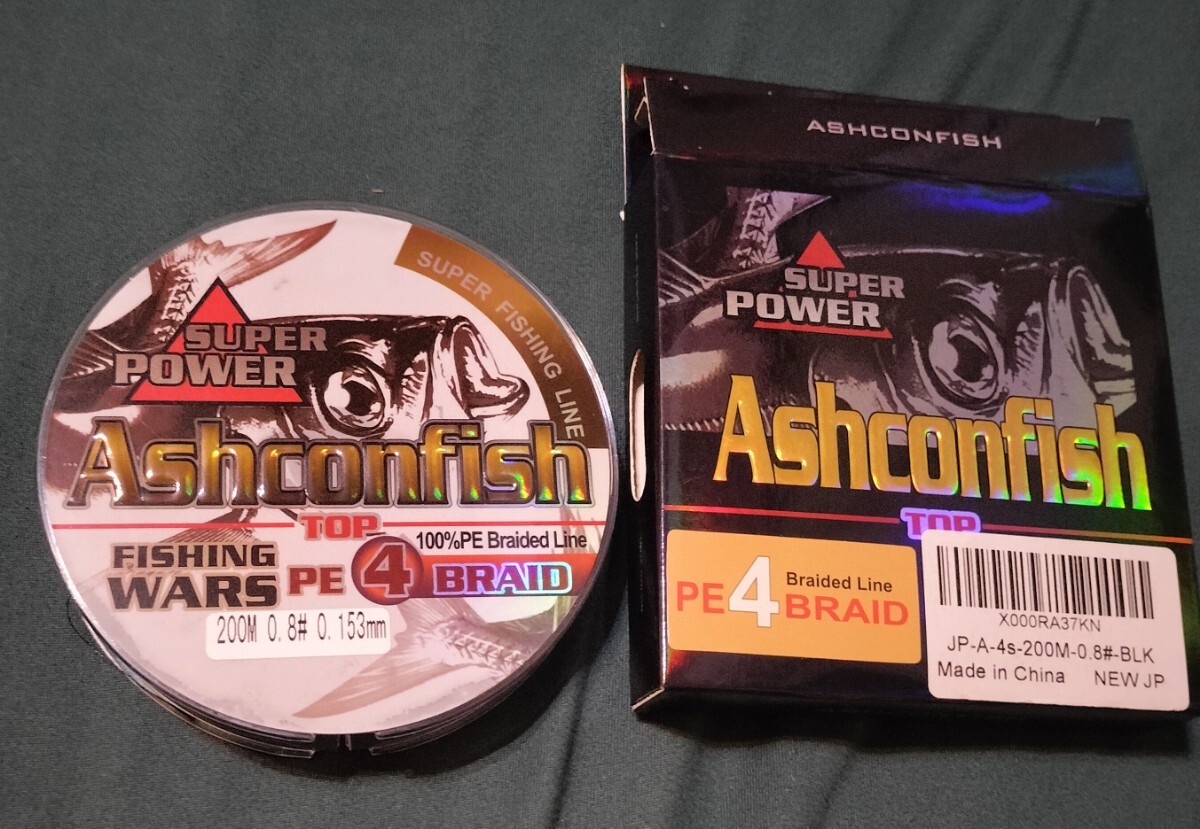 SUPER FISHING LINE
SUPER
POWER
Ashconfish
TOP
100%PE Braided Line
FISHING
WARS
PE 4 BRAID
200M 0.8# 0.153mm
ASHCONFISH
SUPER
POWER
Ashconfish
TOP
PE 4 Braided Line
BRAID
X000RA37KN
JP-A-4s-200M-0.8#-BLK
Made in China NEW JP